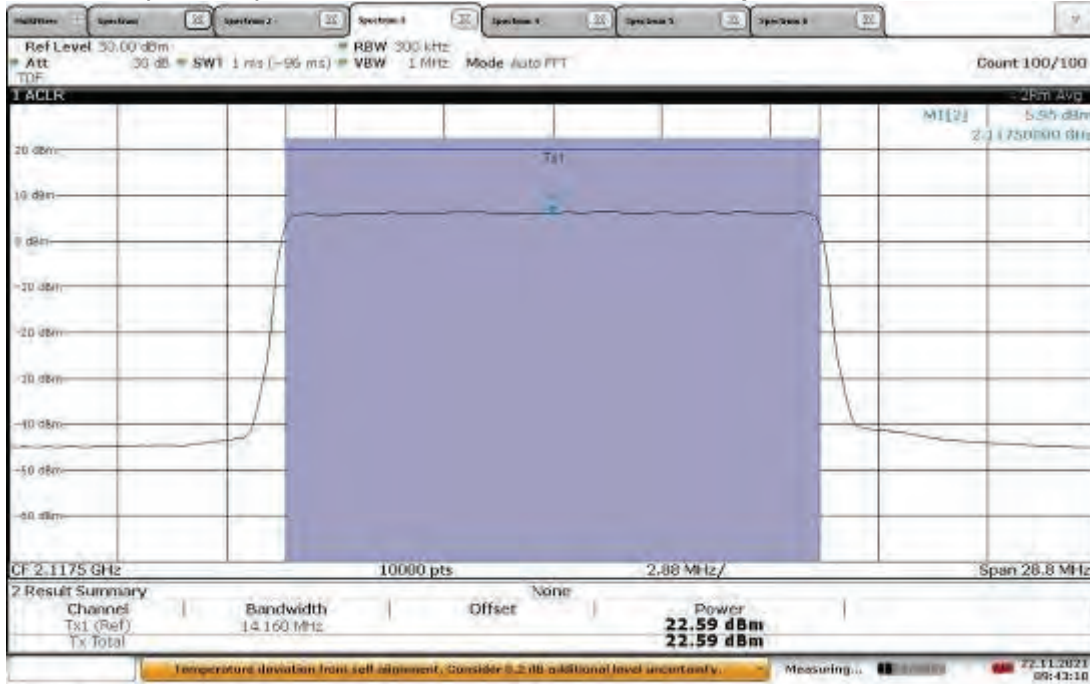 MultiView Spectrum Spectrum 2 Spectrum 3 Spectrum 4 Spectrum 5 Spectrum 6
Ref Level 30.00 dBm RBW 300 kHz
Att 30 dB SWT 1 ms (~96 ms) VBW 1 MHz Mode Auto FFT Count 100/100
TDF
1 ACLR 2Rm Avg
M1[2] 5.95 dBm
2.11750000 GHz
20 dBm
Tx1
10 dBm
0 dBm
-10 dBm
-20 dBm
-30 dBm
-40 dBm
-50 dBm
-60 dBm
CF 2.1175 GHz 10000 pts 2.88 MHz/ Span 28.8 MHz
2 Result Summary None
Channel Bandwidth Offset Power
Tx1 (Ref) 14.160 MHz 22.59 dBm
Tx Total 22.59 dBm
Temperature deviation from self alignment. Consider 0.2 dB additional level uncertainty. Measuring... 22.11.2021
09:43:10